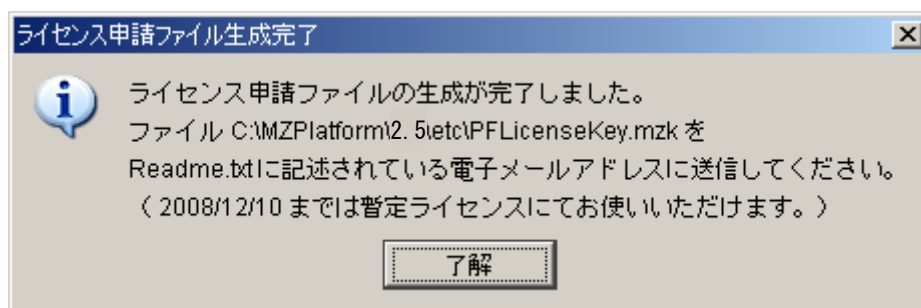 ライセンス申請ファイル生成完了
ライセンス申請ファイルの生成が完了しました。
ファイル C:\MZPlatform\2.5\etc\PFLicenseKey.mzk を
Readme.txtに記述されている電子メールアドレスに送信してください。
（ 2008/12/10 までは暫定ライセンスにてお使いいただけます。）
了解